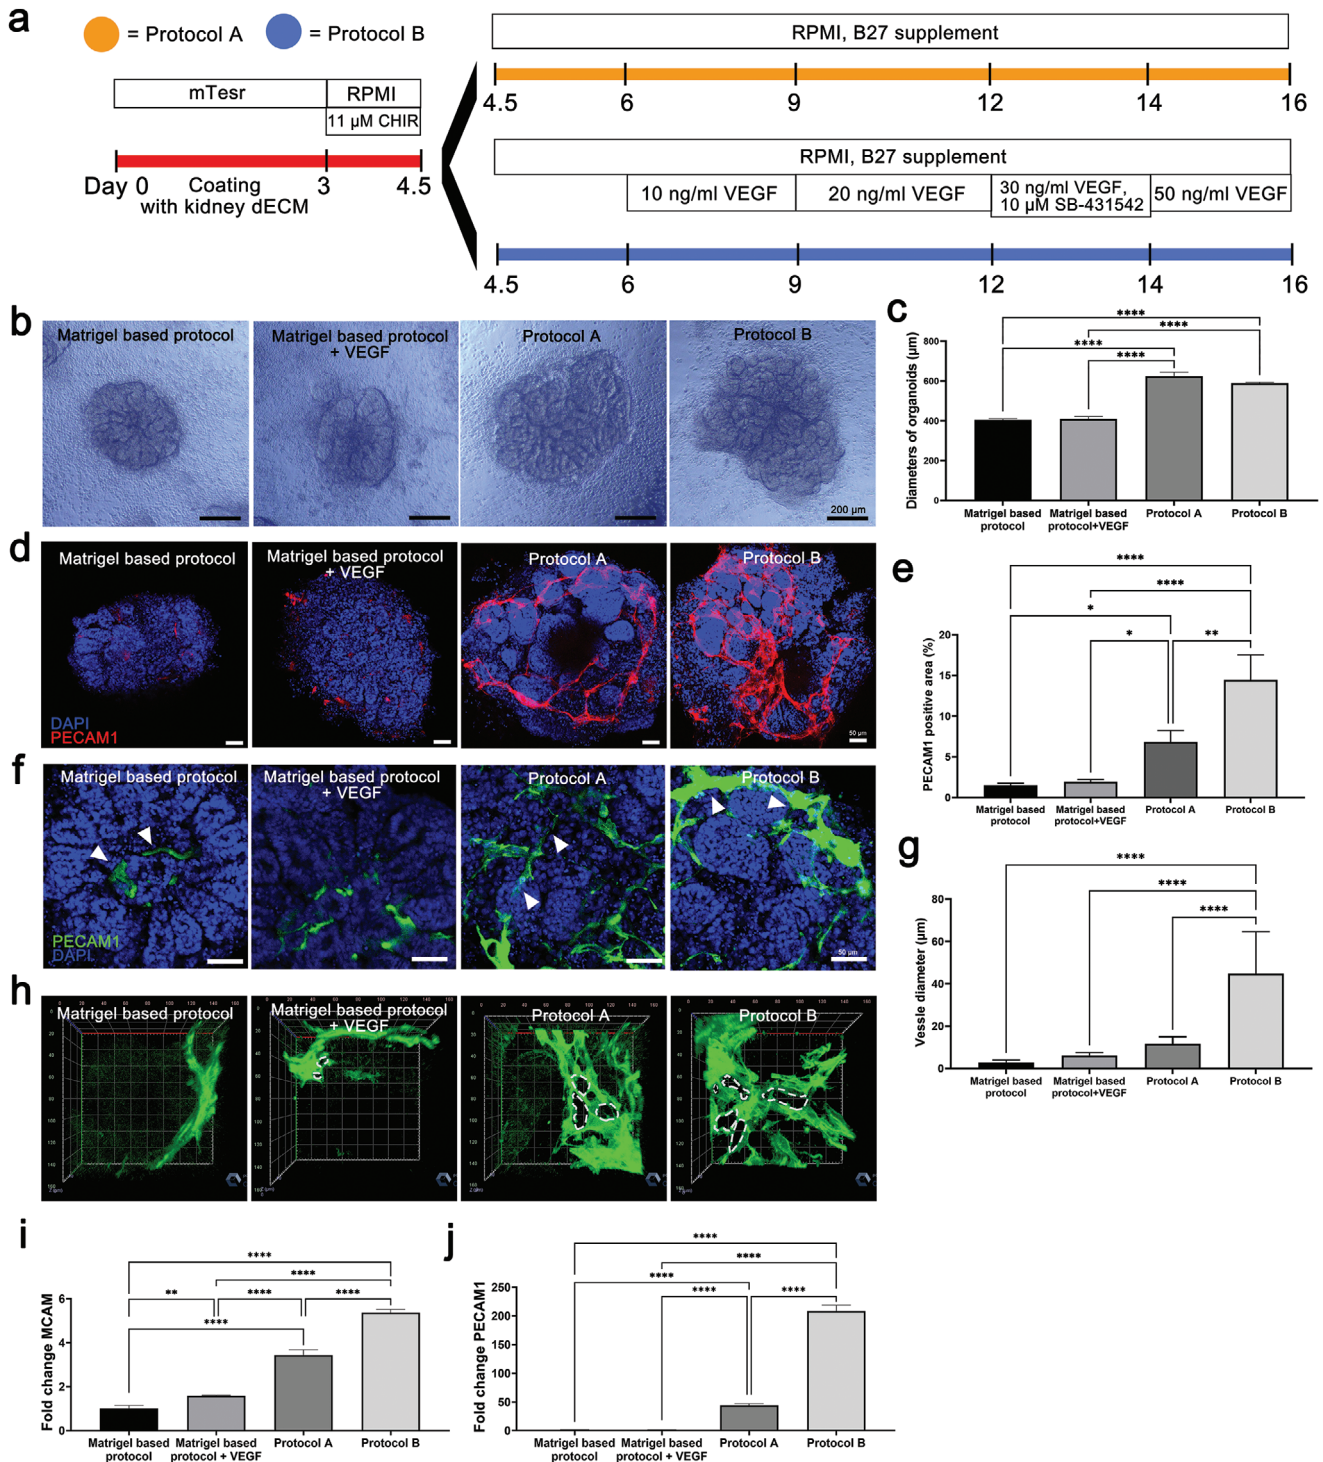 a
= Protocol A
= Protocol B
mTesr
RPMI
11 µM CHIR
Day 0
3
4.5
Coating
with kidney dECM
RPMI, B27 supplement
4.5 6 9 12 14 16
RPMI, B27 supplement
10 ng/ml VEGF
20 ng/ml VEGF
30 ng/ml VEGF,
10 µM SB-431542
50 ng/ml VEGF
4.5 6 9 12 14 16
b
Matrigel based protocol
Matrigel based protocol
+ VEGF
Protocol A
Protocol B
200 µm
c
Diameters of organoids (µm)
800
600
400
200
0
**** 
****
****
****
Matrigel based
protocol
Matrigel based
protocol+VEGF
Protocol A
Protocol B
d
Matrigel based protocol
Matrigel based protocol
+ VEGF
Protocol A
Protocol B
DAPI
PECAM1
50 µm
e
PECAM1 positive area (%)
20
15
10
5
0
****
****
*
*
**
Matrigel based
protocol
Matrigel based
protocol+VEGF
Protocol A
Protocol B
f
Matrigel based protocol
Matrigel based protocol
+ VEGF
Protocol A
Protocol B
PECAM1
DAPI
50 µm
g
Vessle diameter (µm)
80
60
40
20
0
****
****
****
Matrigel based
protocol
Matrigel based
protocol+VEGF
Protocol A
Protocol B
h
Matrigel based protocol
Matrigel based protocol
+ VEGF
Protocol A
Protocol B
i
Fold change MCAM
6
4
2
0
****
****
**
****
****
****
Matrigel based
protocol
Matrigel based
protocol + VEGF
Protocol A
Protocol B
j
Fold change PECAM1
250
200
150
100
50
0
****
****
****
****
****
Matrigel based
protocol
Matrigel based
protocol + VEGF
Protocol A
Protocol B